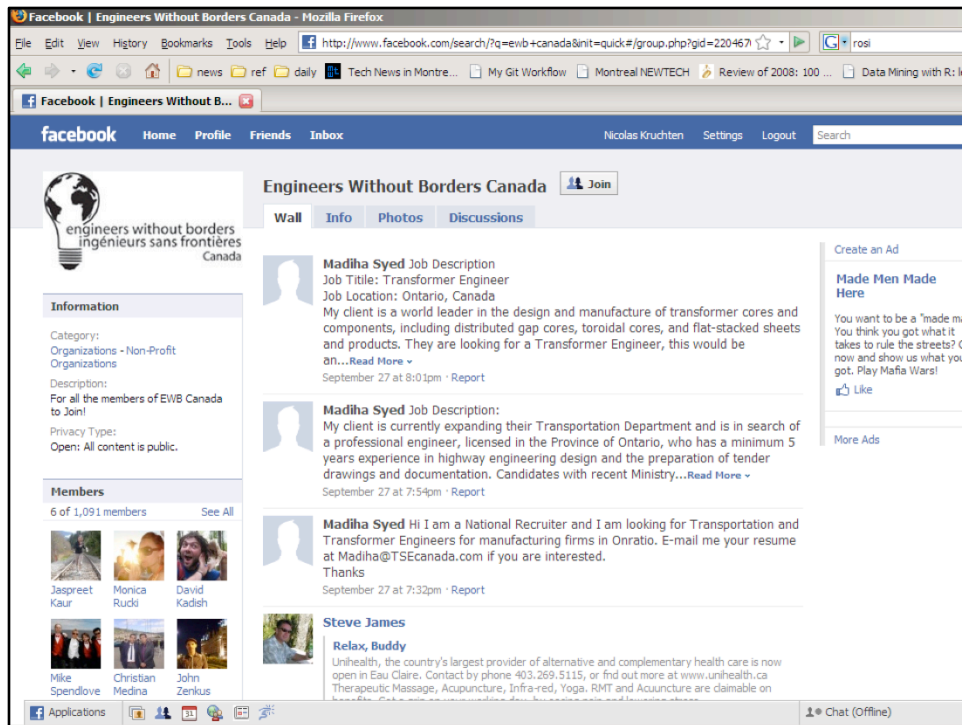 Facebook | Engineers Without Borders Canada - Mozilla Firefox
File Edit View History Bookmarks Tools Help http://www.facebook.com/search/?q=ewb+canada&init=quick#/group.php?gid=220467 rosi
news ref daily Tech News in Montre... My Git Workflow Montreal NEWTECH Review of 2008: 100 ... Data Mining with R:
Facebook | Engineers Without B...
facebook Home Profile Friends Inbox Nicolas Kruchten Settings Logout Search
engineers without borders
ingénieurs sans frontières
Canada
Information
Category:
Organizations - Non-Profit
Organizations
Description:
For all the members of EWB Canada
to Join!
Privacy Type:
Open: All content is public.
Members
6 of 1,091 members See All
Jaspreet
Kaur
Monica
Rucki
David
Kadish
Mike
Spendlove
Christian
Medina
John
Zenkus
Engineers Without Borders Canada Join
Wall Info Photos Discussions
Madiha Syed Job Description
Job Titile: Transformer Engineer
Job Location: Ontario, Canada
My client is a world leader in the design and manufacture of transformer cores and
components, including distributed gap cores, toroidal cores, and flat-stacked sheets
and products. They are looking for a Transformer Engineer, this would be
an...Read More
September 27 at 8:01pm · Report
Madiha Syed Job Description:
My client is currently expanding their Transportation Department and is in search of
a professional engineer, licensed in the Province of Ontario, who has a minimum 5
years experience in highway engineering design and the preparation of tender
drawings and documentation. Candidates with recent Ministry...Read More
September 27 at 7:54pm · Report
Madiha Syed Hi I am a National Recruiter and I am looking for Transportation and
Transformer Engineers for manufacturing firms in Onratio. E-mail me your resume
at Madiha@TSEcanada.com if you are interested.
Thanks
September 27 at 7:32pm · Report
Steve James
Relax, Buddy
Unihealth, the country's largest provider of alternative and complementary health care is now
open in Eau Claire. Contact by phone 403.269.5115, or find out more at www.unihealth.ca
Therapeutic Massage, Acupuncture, Infra-red, Yoga. RMT and Acuuncture are claimable on
Create an Ad
Made Men Made
Here
You want to be a "made
You think you got what it
takes to rule the streets?
now and show us what you
got. Play Mafia Wars!
Like
More Ads
Applications 31 Chat (Offline)